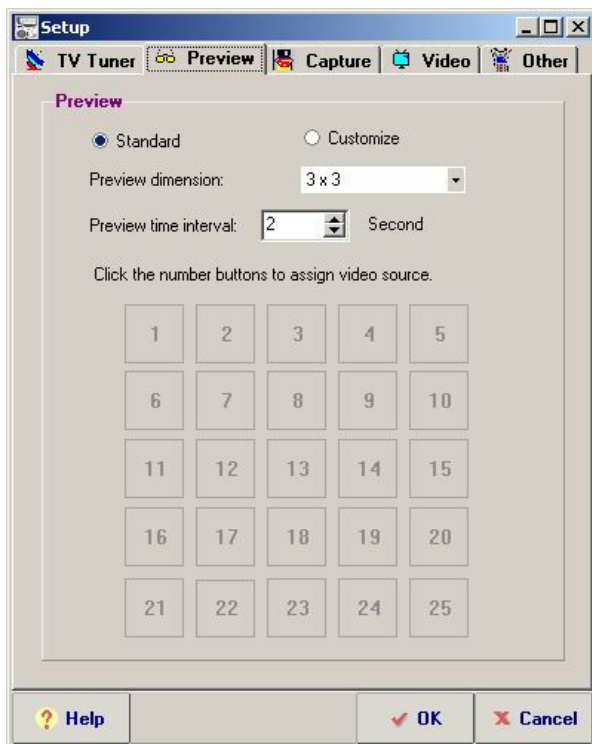 Setup
TV Tuner Preview Capture Video Other
Preview
Standard Customize
Preview dimension: 3 x 3
Preview time interval: 2 Second
Click the number buttons to assign video source.
1 2 3 4 5
6 7 8 9 10
11 12 13 14 15
16 17 18 19 20
21 22 23 24 25
? Help OK Cancel